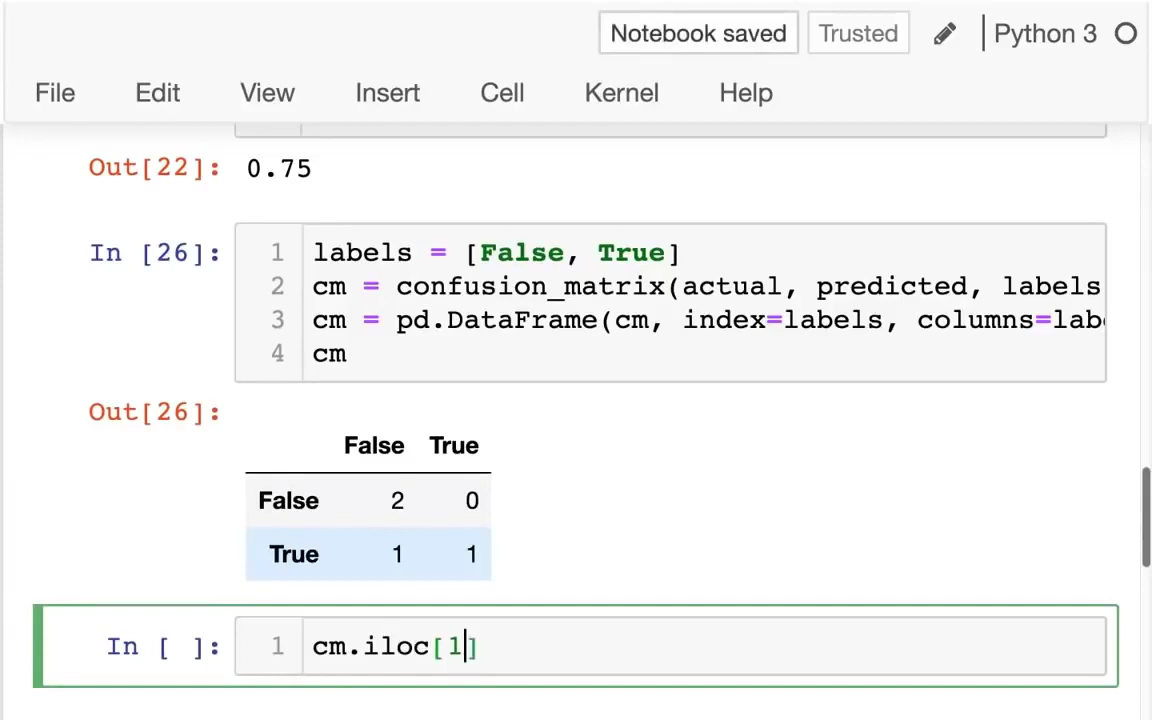 Notebook saved Trusted Python 3
File Edit View Insert Cell Kernel Help
Out[22]: 0.75
In [26]: 1 labels = [False, True]
2 cm = confusion_matrix(actual, predicted, labels
3 cm = pd.DataFrame(cm, index=labels, columns=lab
4 cm
Out[26]:
False True
False 2 0
True 1 1
In [ ]: 1 cm.iloc[1]